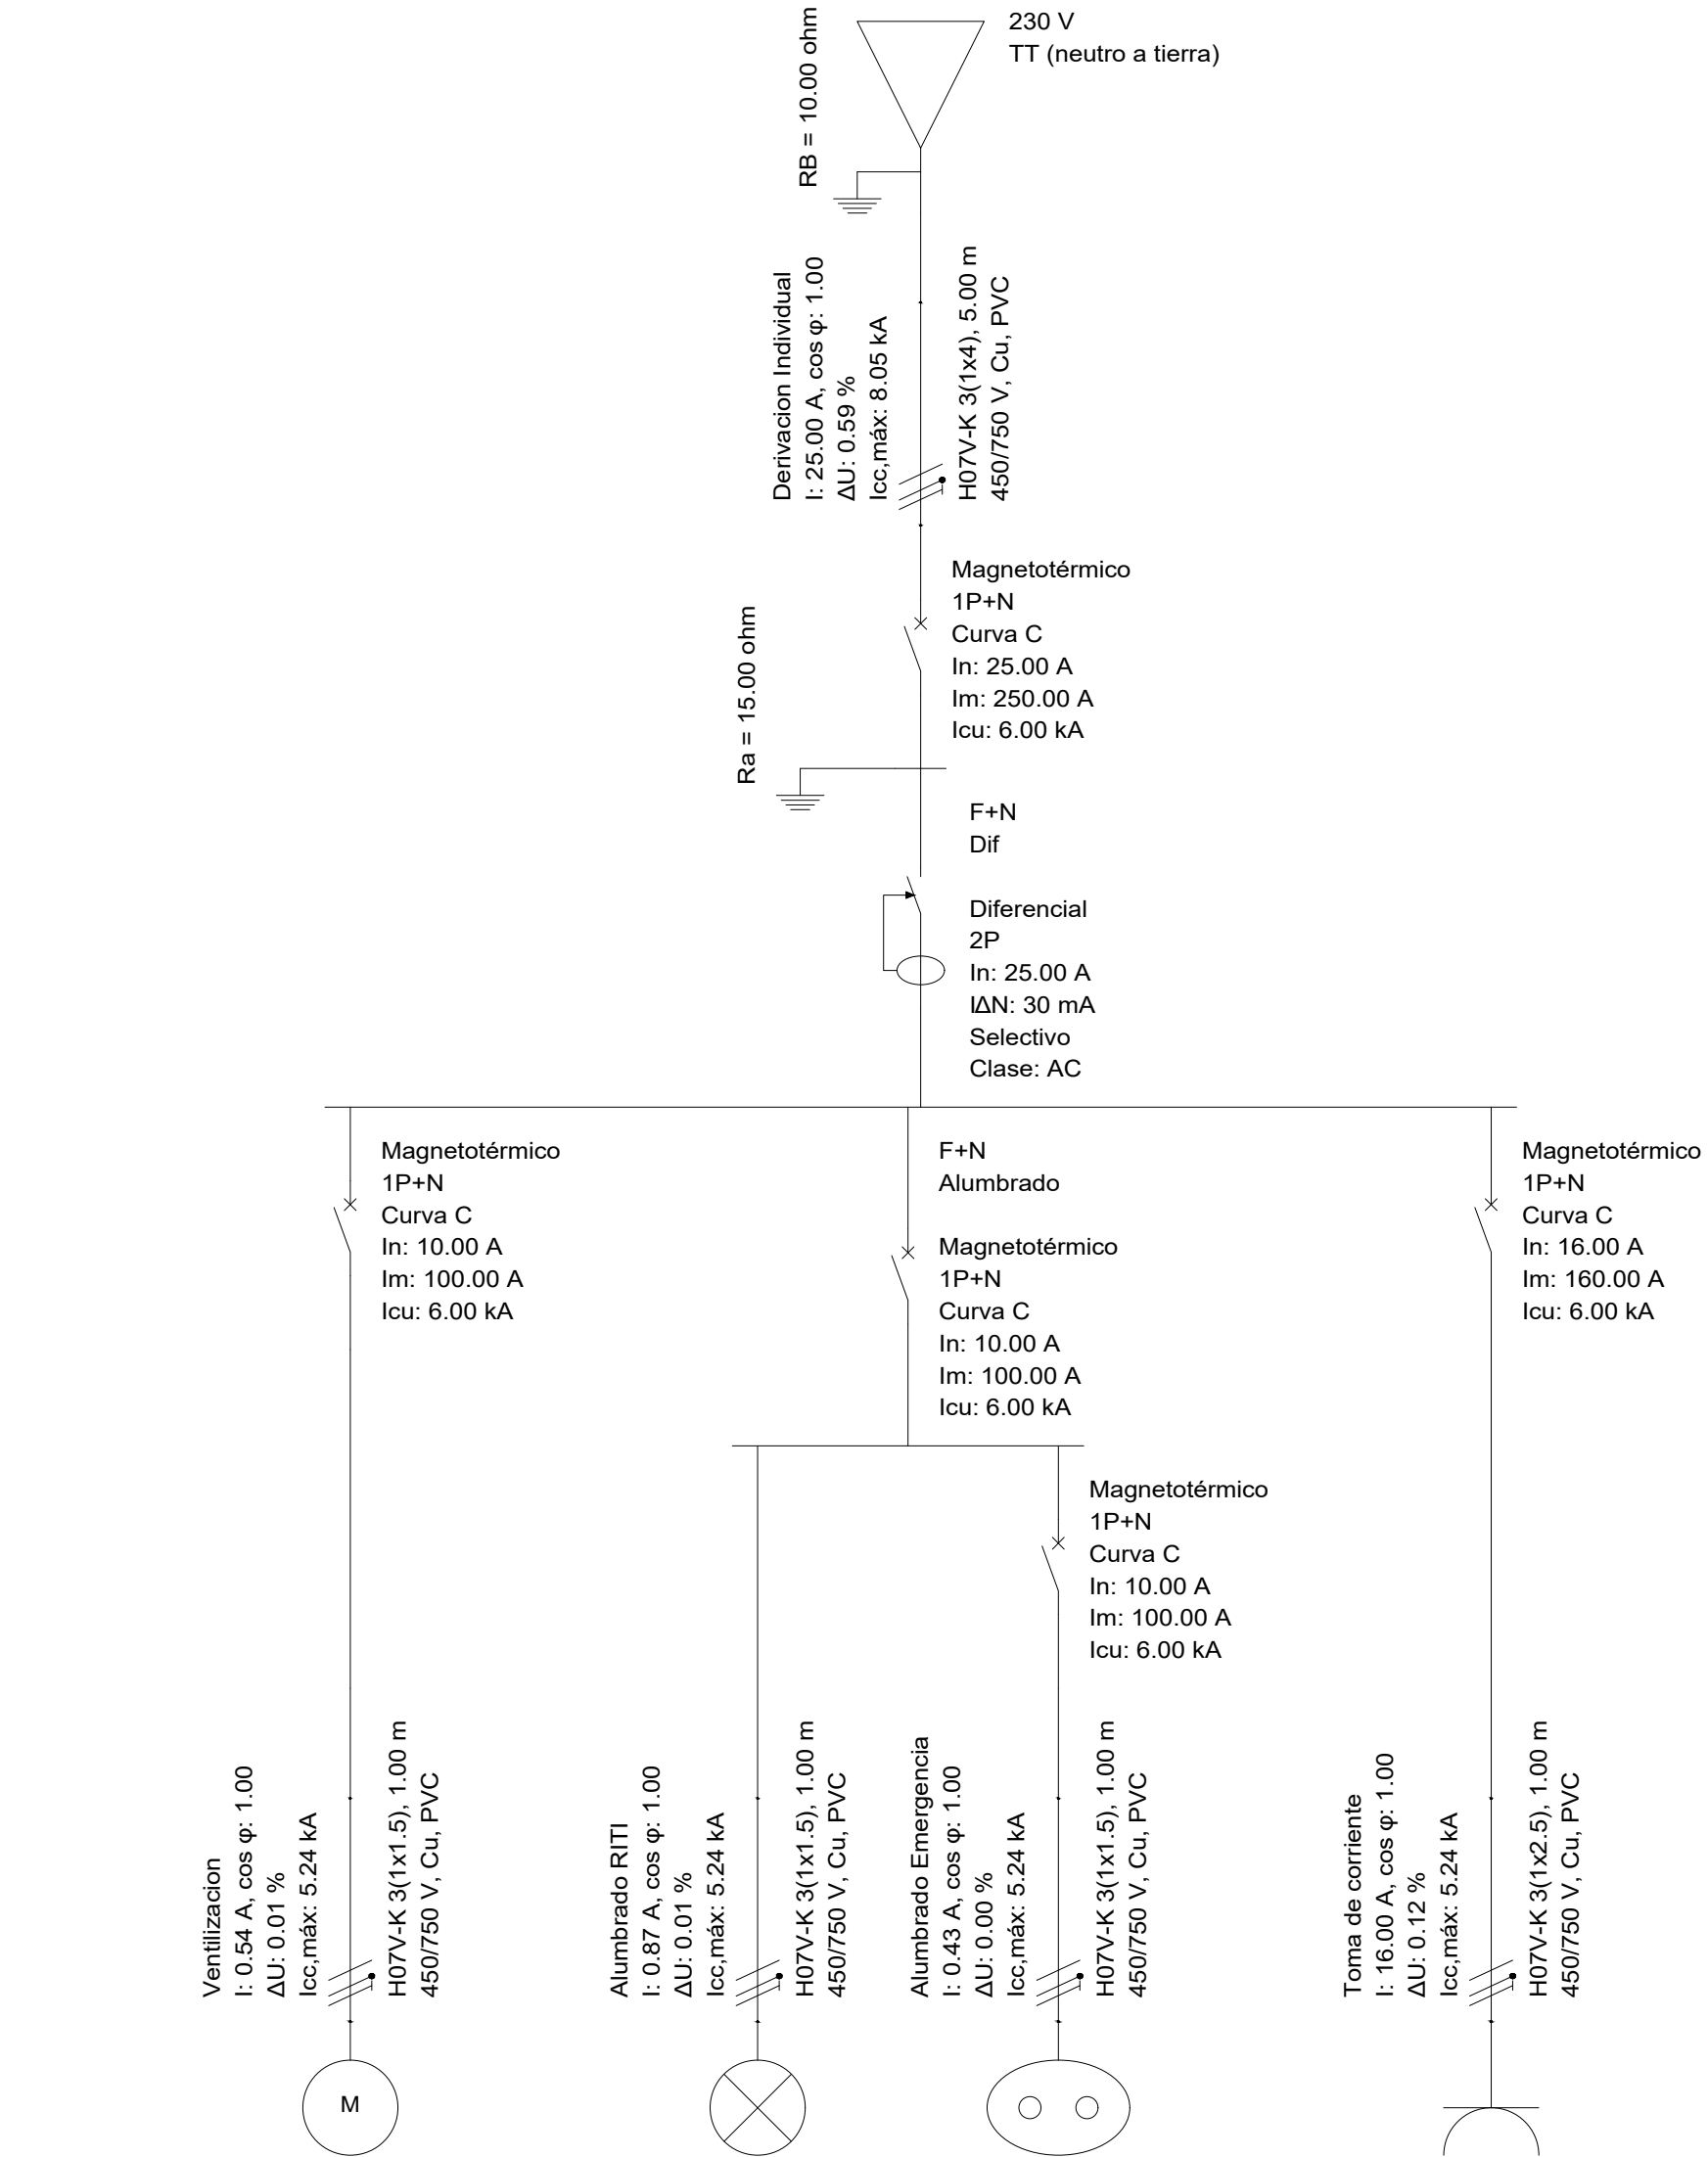 230 V
TT (neutro a tierra)
RB = 10.00 ohm
Derivacion Individual
I: 25.00 A, cos φ: 1.00
ΔU: 0.59 %
Icc,máx: 8.05 kA
H07V-K 3(1x4), 5.00 m
450/750 V, Cu, PVC
Magnetotérmico
1P+N
Curva C
In: 25.00 A
Im: 250.00 A
Icu: 6.00 kA
Ra = 15.00 ohm
F+N
Dif
Diferencial
2P
In: 25.00 A
IΔN: 30 mA
Selectivo
Clase: AC
Magnetotérmico
1P+N
Curva C
In: 10.00 A
Im: 100.00 A
Icu: 6.00 kA
F+N
Alumbrado
Magnetotérmico
1P+N
Curva C
In: 10.00 A
Im: 100.00 A
Icu: 6.00 kA
Magnetotérmico
1P+N
Curva C
In: 16.00 A
Im: 160.00 A
Icu: 6.00 kA
Magnetotérmico
1P+N
Curva C
In: 10.00 A
Im: 100.00 A
Icu: 6.00 kA
Ventilizacion
I: 0.54 A, cos φ: 1.00
ΔU: 0.01 %
Icc,máx: 5.24 kA
H07V-K 3(1x1.5), 1.00 m
450/750 V, Cu, PVC
Alumbrado RITI
I: 0.87 A, cos φ: 1.00
ΔU: 0.01 %
Icc,máx: 5.24 kA
H07V-K 3(1x1.5), 1.00 m
450/750 V, Cu, PVC
Alumbrado Emergencia
I: 0.43 A, cos φ: 1.00
ΔU: 0.00 %
Icc,máx: 5.24 kA
H07V-K 3(1x1.5), 1.00 m
450/750 V, Cu, PVC
Toma de corriente
I: 16.00 A, cos φ: 1.00
ΔU: 0.12 %
Icc,máx: 5.24 kA
H07V-K 3(1x2.5), 1.00 m
450/750 V, Cu, PVC
M